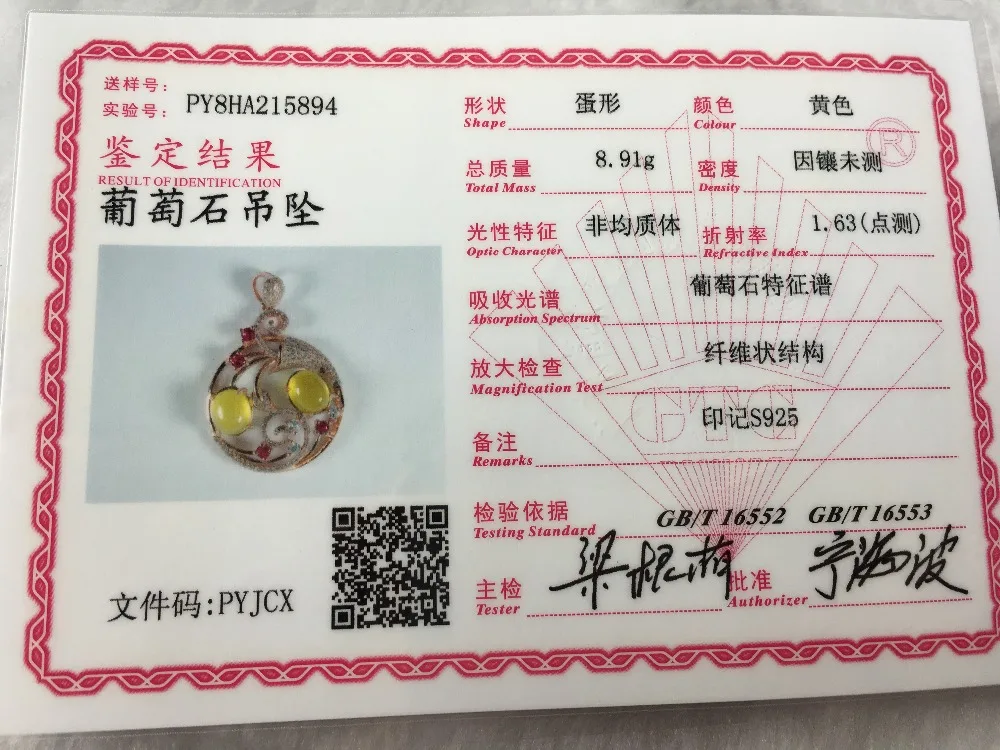 送样号:
实验号: PY8HA215894
鉴定结果
RESULT OF IDENTIFICATION
葡萄石吊坠
文件码:PYJCX
形状 蛋形 颜色 黄色
Shape Colour
总质量 8.91g 密度 因镶未测
Total Mass Density
光性特征 非均质体 折射率 1.63(点测)
Optic Character Refractive Index
吸收光谱 葡萄石特征谱
Absorption Spectrum
放大检查 纤维状结构
Magnification Test
GTC
备注 印记S925
Remarks
检验依据 GB/T 16552 GB/T 16553
Testing Standard
主检 批准 宁海波
Tester Authorizer
®